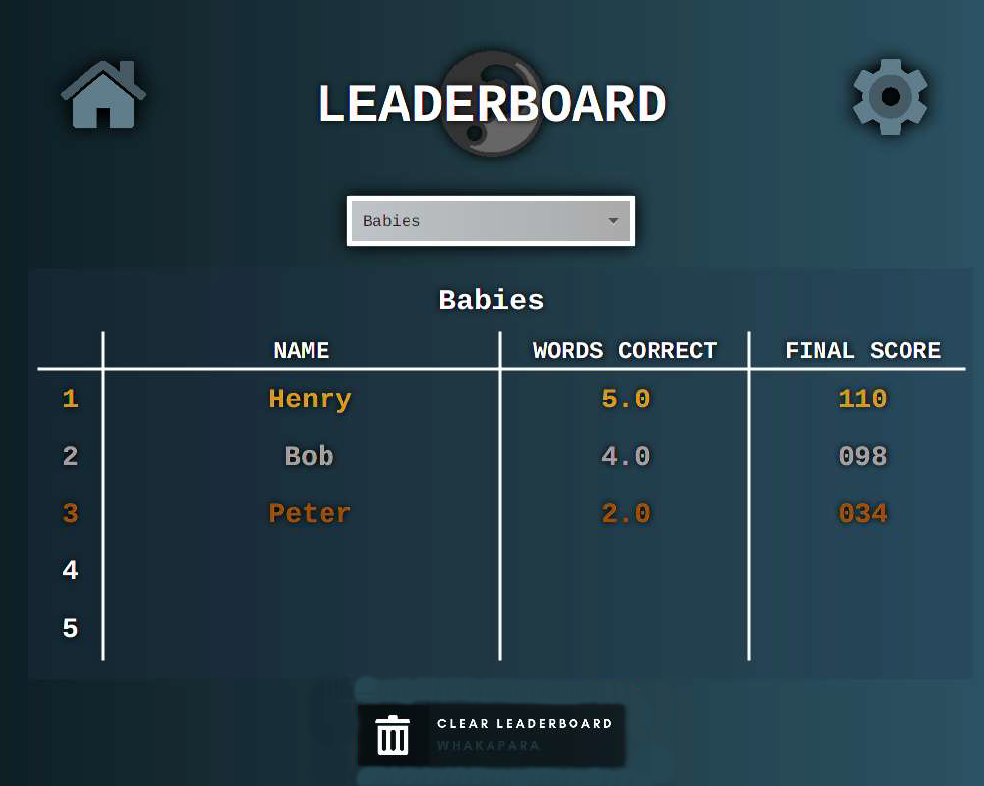 LEADERBOARD
Babies
Babies
NAME WORDS CORRECT FINAL SCORE
1 Henry 5.0 110
2 Bob 4.0 098
3 Peter 2.0 034
4
5
CLEAR LEADERBOARD
WHAKAPARA